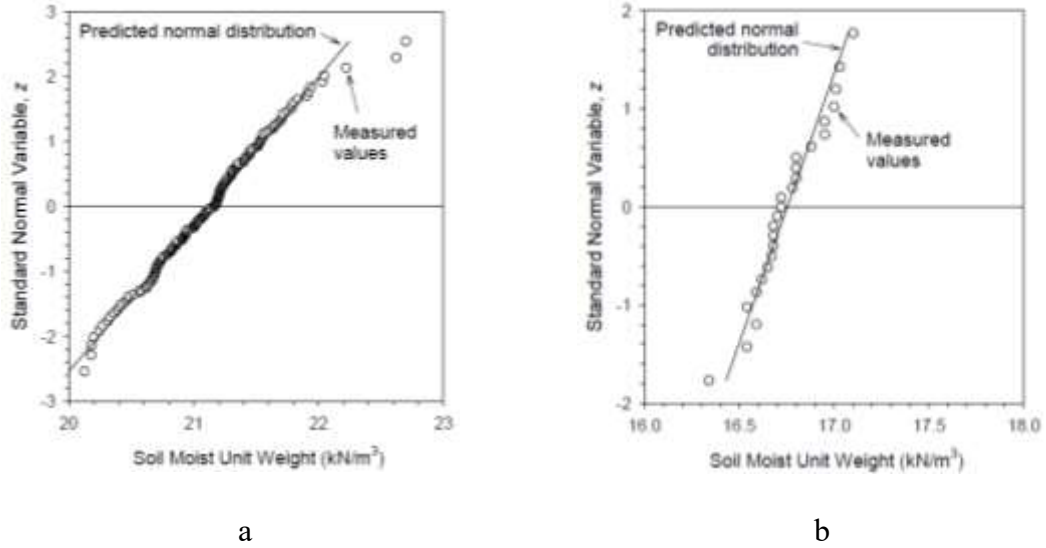 3
2
1
0
-1
-2
-3
20
21
22
23
Standard Normal Variable, z
Soil Moist Unit Weight (kN/m³)
Predicted normal distribution
Measured
values
a
2
1
0
-1
-2
16.0
16.5
17.0
17.5
18.0
Standard Normal Variable, z
Soil Moist Unit Weight (kN/m³)
Predicted normal
distribution
Measured
values
b